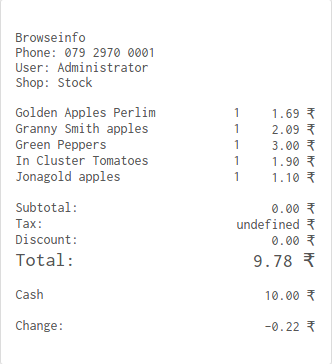 Browseinfo
Phone: 079 2970 0001
User: Administrator
Shop: Stock
Golden Apples Perlim 1 1.69 ₹
Granny Smith apples 1 2.09 ₹
Green Peppers 1 3.00 ₹
In Cluster Tomatoes 1 1.90 ₹
Jonagold apples 1 1.10 ₹
Subtotal: 0.00 ₹
Tax: undefined ₹
Discount: 0.00 ₹
Total: 9.78 ₹
Cash 10.00 ₹
Change: -0.22 ₹